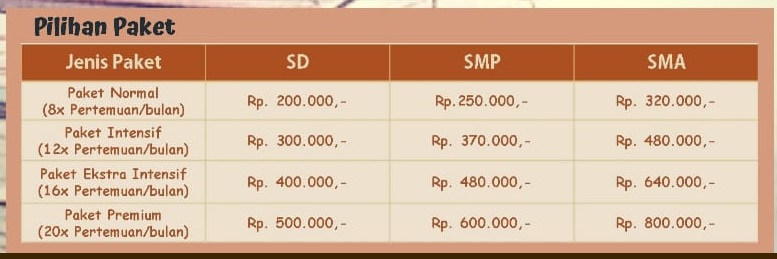 Pilihan Paket
Jenis Paket SD SMP SMA
Paket Normal
(8x Pertemuan/bulan) Rp. 200.000,- Rp.250.000,- Rp. 320.000,-
Paket Intensif
(12x Pertemuan/bulan) Rp. 300.000,- Rp. 370.000,- Rp. 480.000,-
Paket Ekstra Intensif
(16x Pertemuan/bulan) Rp. 400.000,- Rp. 480.000,- Rp. 640.000,-
Paket Premium
(20x Pertemuan/bulan) Rp. 500.000,- Rp. 600.000,- Rp. 800.000,-